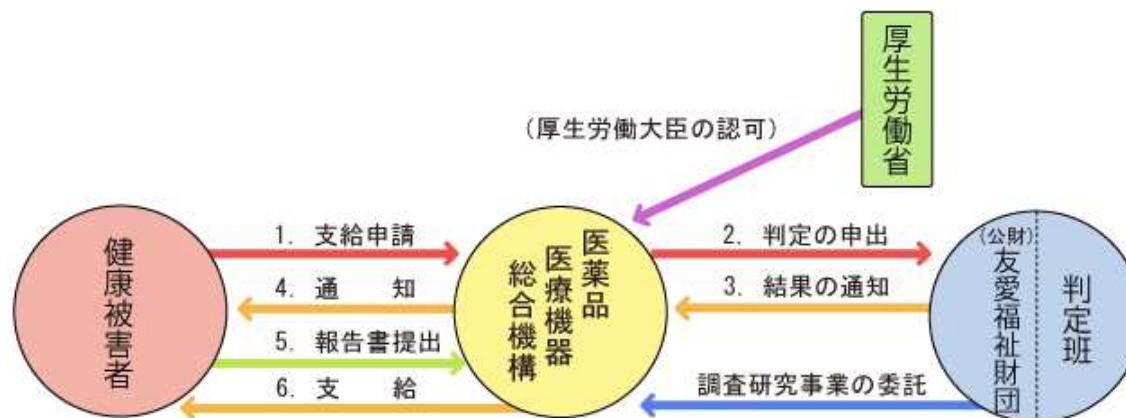 厚生労働省
(厚生労働大臣の認可)
健康被害者
1. 支給申請
4. 通　　知
5. 報告書提出
6. 支　　給
医薬品
医療機器
総合機構
2. 判定の申出
3. 結果の通知
調査研究事業の委託
(公財)
友愛福祉財団
判定班